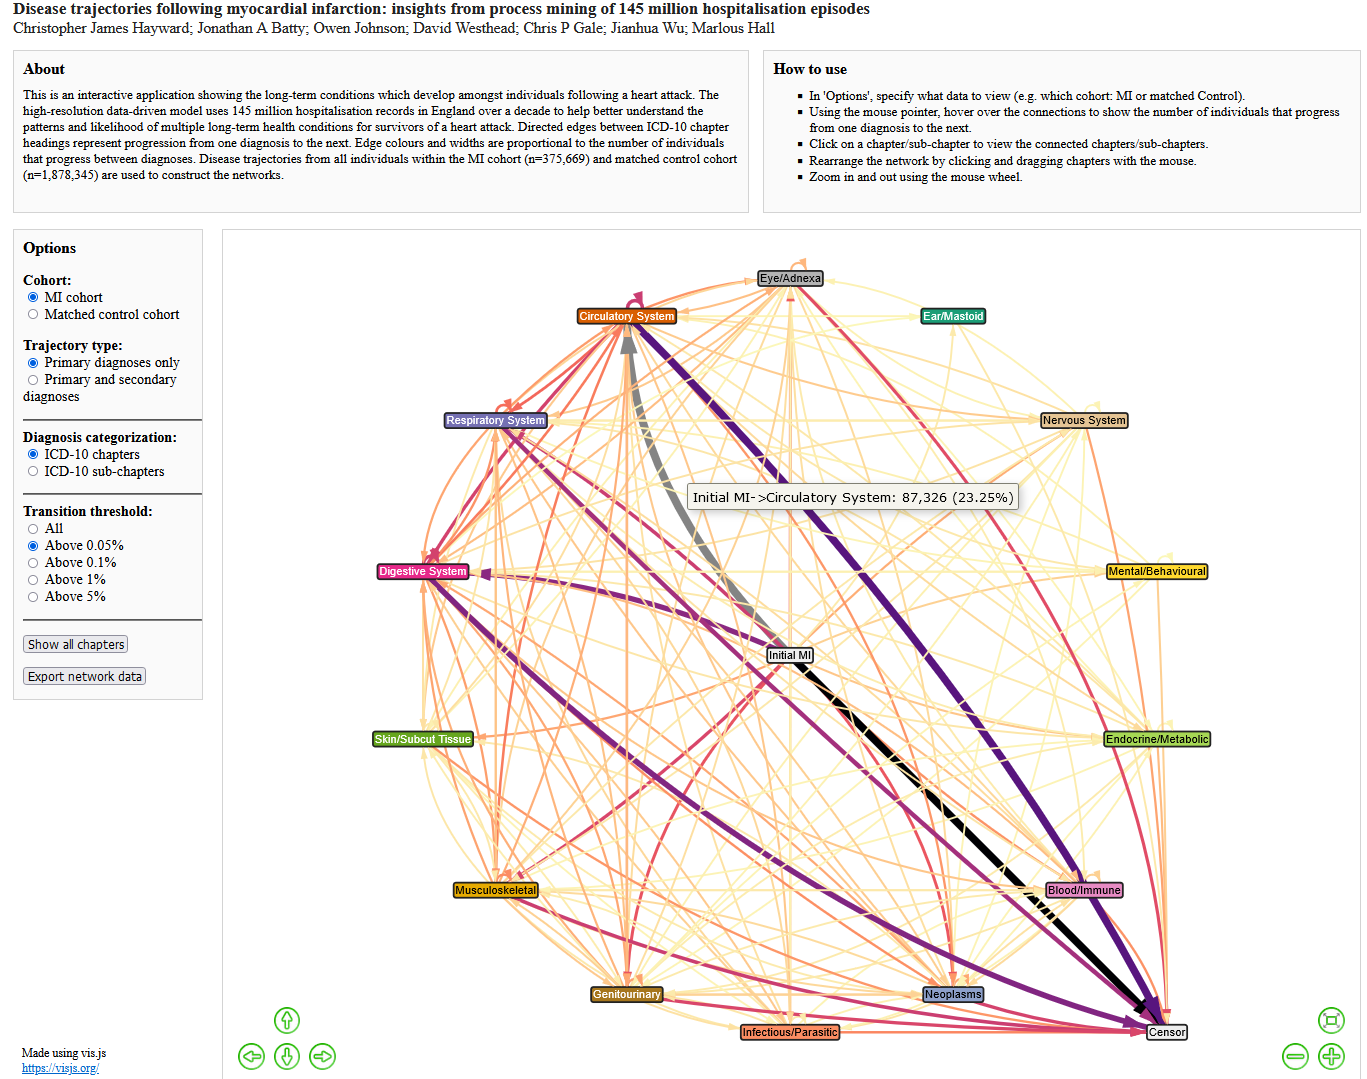 Disease trajectories following myocardial infarction: insights from process mining of 145 million hospitalisation episodes
Christopher James Hayward; Jonathan A Batty; Owen Johnson; David Westhead; Chris P Gale; Jianhua Wu; Marlous Hall
About
This is an interactive application showing the long-term conditions which develop amongst individuals following a heart attack. The
high-resolution data-driven model uses 145 million hospitalisation records in England over a decade to help better understand the
patterns and likelihood of multiple long-term health conditions for survivors of a heart attack. Directed edges between ICD-10 chapter
headings represent progression from one diagnosis to the next. Edge colours and widths are proportional to the number of individuals
that progress between diagnoses. Disease trajectories from all individuals within the MI cohort (n=375,669) and matched control cohort
(n=1,878,345) are used to construct the networks.
How to use
In 'Options', specify what data to view (e.g. which cohort: MI or matched Control).
Using the mouse pointer, hover over the connections to show the number of individuals that progress
from one diagnosis to the next.
Click on a chapter/sub-chapter to view the connected chapters/sub-chapters.
Rearrange the network by clicking and dragging chapters with the mouse.
Zoom in and out using the mouse wheel.
Options
Cohort:
MI cohort
Matched control cohort
Trajectory type:
Primary diagnoses only
Primary and secondary
diagnoses
Diagnosis categorization:
ICD-10 chapters
ICD-10 sub-chapters
Transition threshold:
All
Above 0.05%
Above 0.1%
Above 1%
Above 5%
Show all chapters
Export network data
Made using vis.js
https://visjs.org/
Eye/Adnexa
Circulatory System
Ear/Mastoid
Respiratory System
Nervous System
Initial MI->Circulatory System: 87,326 (23.25%)
Digestive System
Mental/Behavioural
Initial MI
Skin/Subcut Tissue
Endocrine/Metabolic
Musculoskeletal
Blood/Immune
Genitourinary
Neoplasms
Infectious/Parasitic
Censor